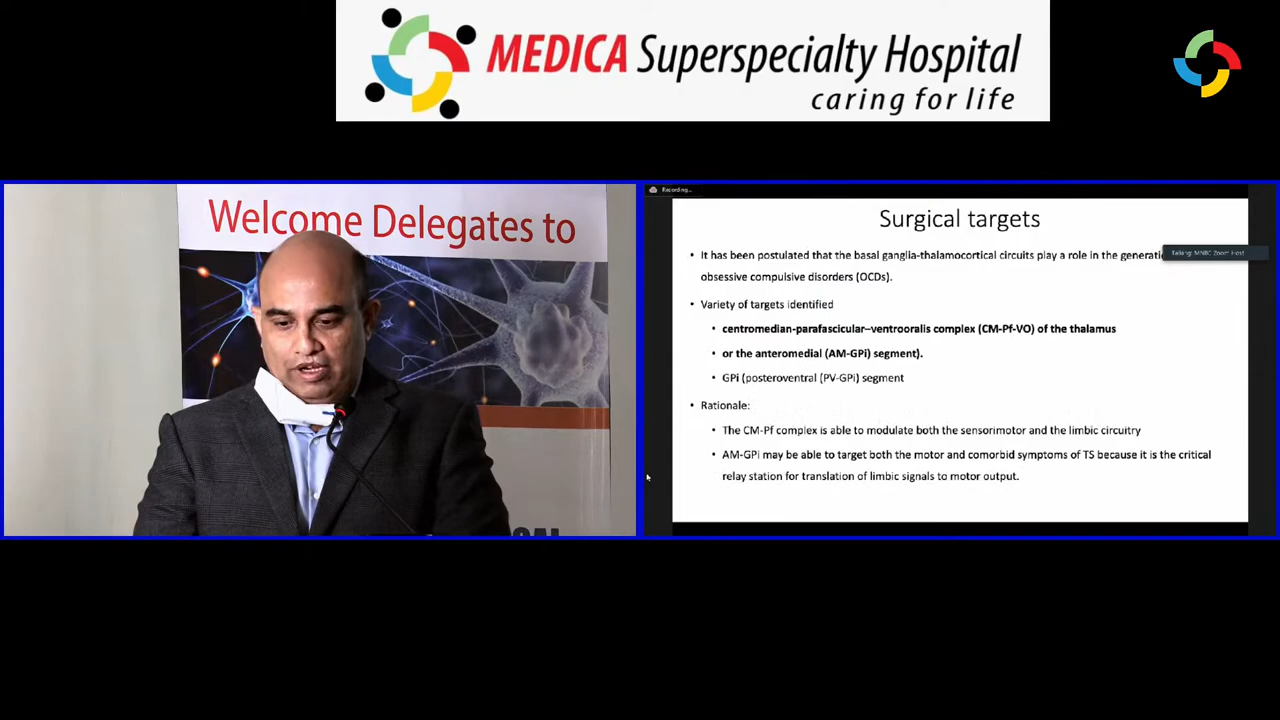 MEDICA Superspecialty Hospital
caring for life
Welcome Delegates to
Recording...
Surgical targets
Talking: MNBC Zoom Host
• It has been postulated that the basal ganglia-thalamocortical circuits play a role in the
obsessive compulsive disorders (OCDs).
• Variety of targets identified
• centromedian-parafascicular–ventrooralis complex (CM-Pf-VO) of the thalamus
• or the anteromedial (AM-GPi) segment).
• GPi (posteroventral (PV-GPi) segment
• Rationale:
• The CM-Pf complex is able to modulate both the sensorimotor and the limbic circuitry
• AM-GPi may be able to target both the motor and comorbid symptoms of TS because it is the critical
relay station for translation of limbic signals to motor output.